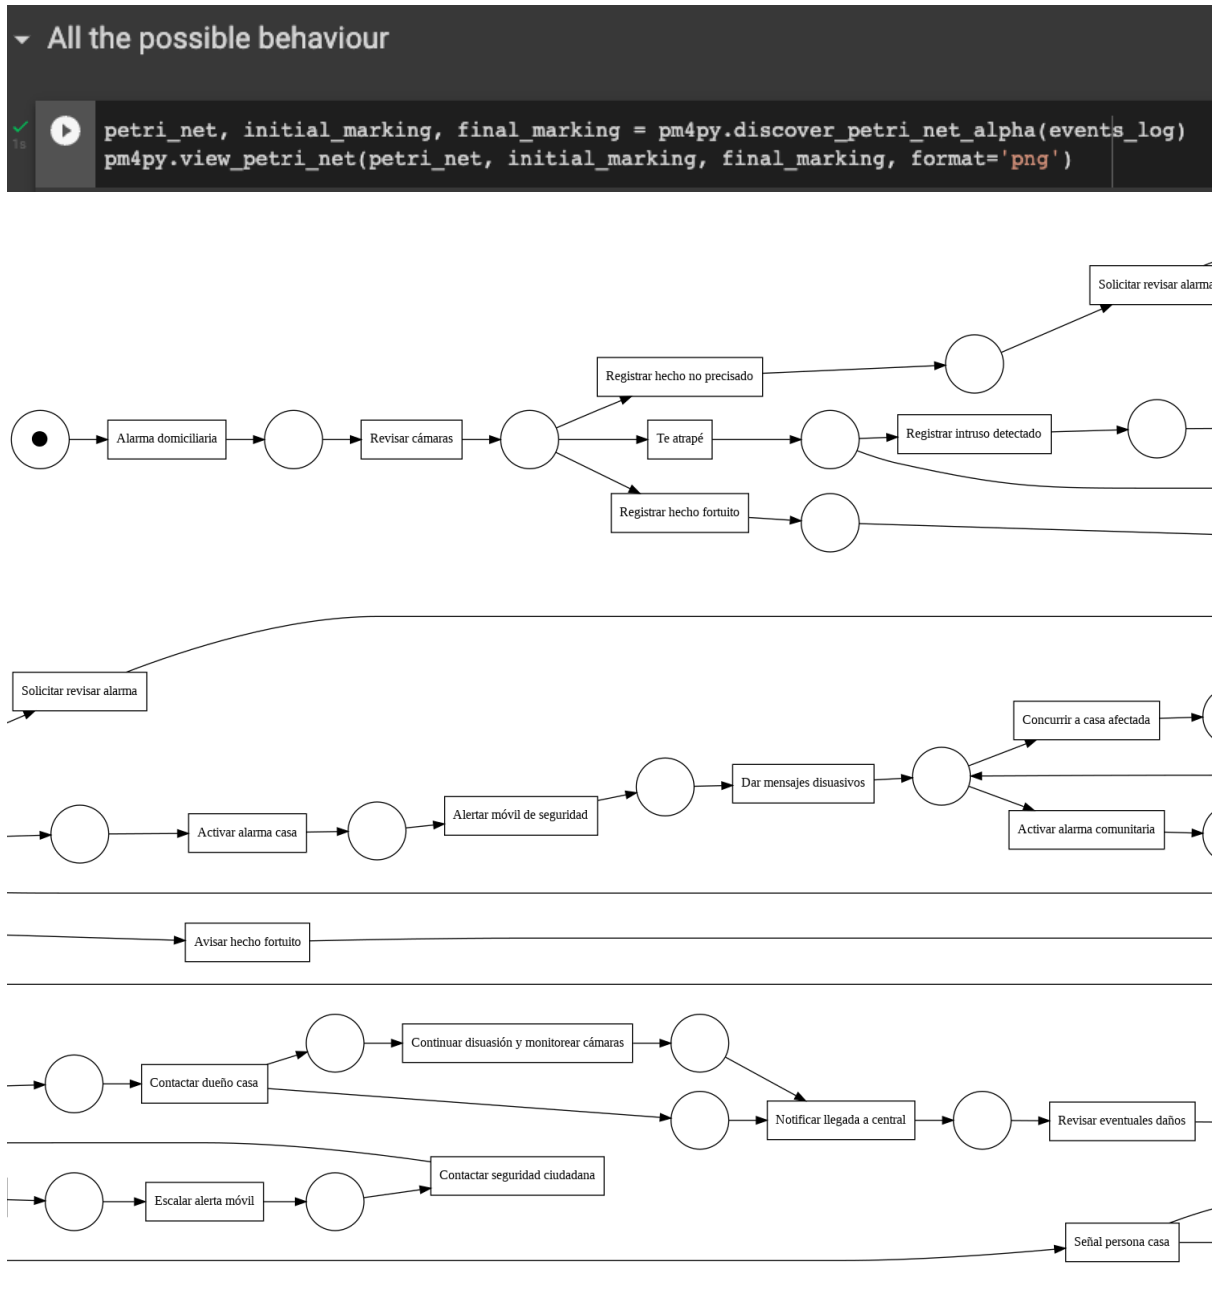 All the possible behaviour
1s
petri_net, initial_marking, final_marking = pm4py.discover_petri_net_alpha(events_log)
pm4py.view_petri_net(petri_net, initial_marking, final_marking, format='png')
Solicitar revisar alarma
Registrar hecho no precisado
Alarma domiciliaria
Revisar cámaras
Te atrapé
Registrar intruso detectado
Registrar hecho fortuito
Solicitar revisar alarma
Concurrir a casa afectada
Dar mensajes disuasivos
Alertar móvil de seguridad
Activar alarma casa
Activar alarma comunitaria
Avisar hecho fortuito
Continuar disuasión y monitorear cámaras
Contactar dueño casa
Notificar llegada a central
Revisar eventuales daños
Contactar seguridad ciudadana
Escalar alerta móvil
Señal persona casa